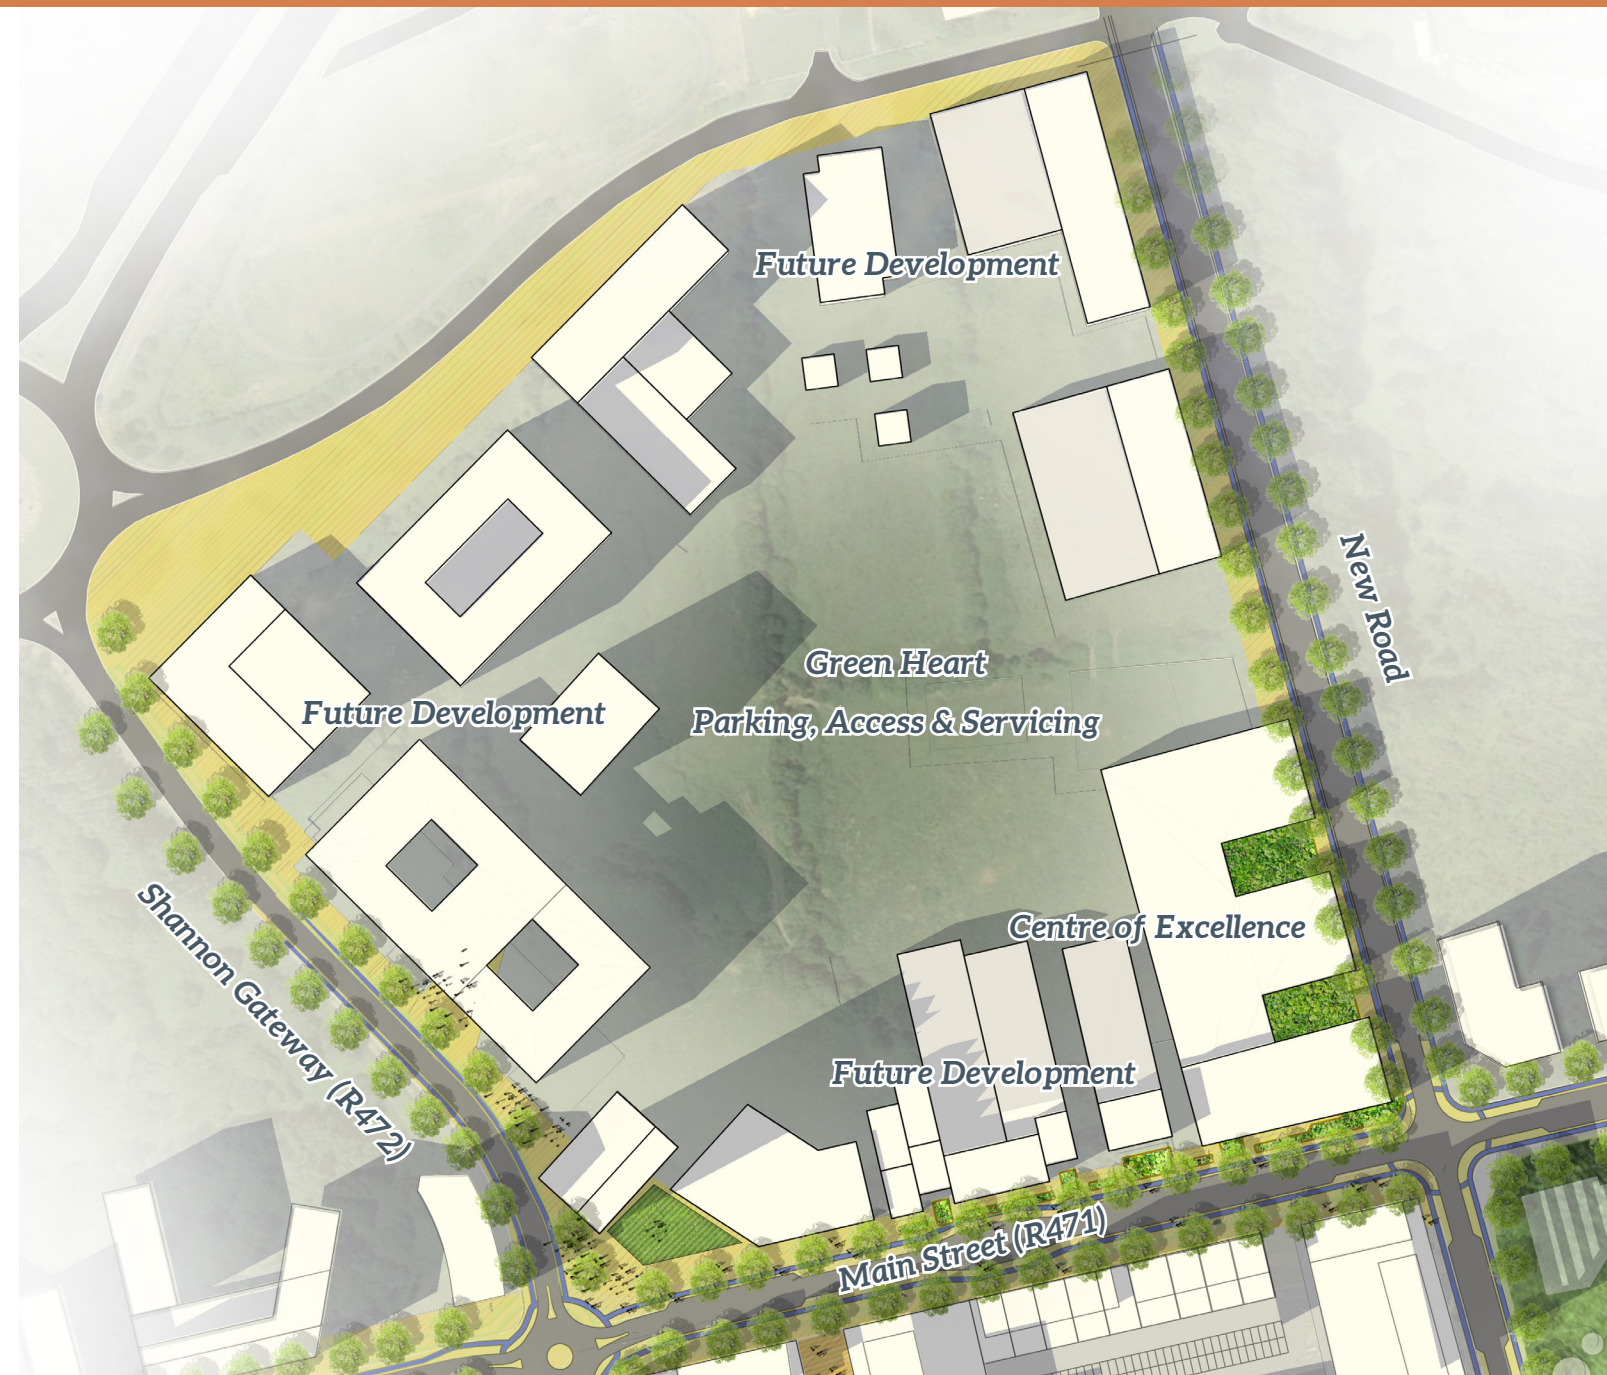 Future Development
New Road
Green Heart
Future Development
Parking, Access & Servicing
Centre of Excellence
Shannon Gateway (R472)
Future Development
Main Street (R471)